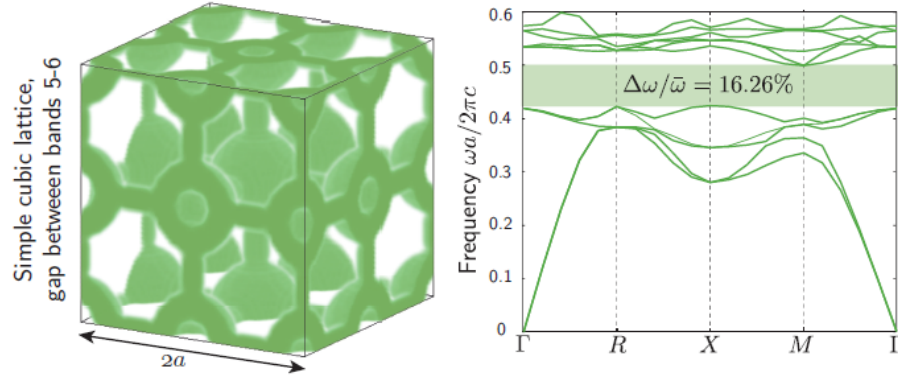 Simple cubic lattice,
gap betweeen bands 5-6
2a
Frequency ωa/2πc
0.6
0.5
0.4
0.3
0.2
0.1
0
Δω/ω̄ = 16.26%
Γ R X M Γ